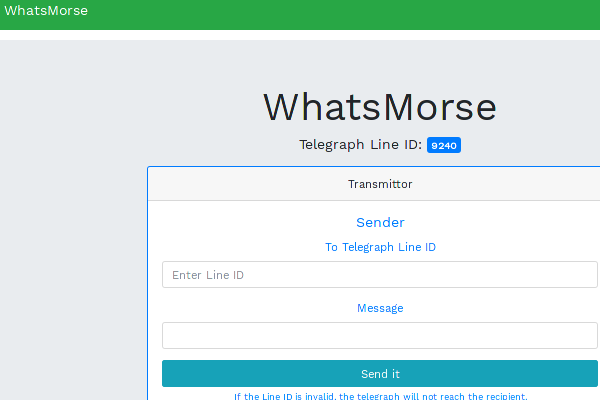 WhatsMorse
WhatsMorse
Telegraph Line ID: 9240
Transmittor
Sender
To Telegraph Line ID
Enter Line ID
Message
Send it
If the Line ID is invalid, the telegraph will not reach the recipient.